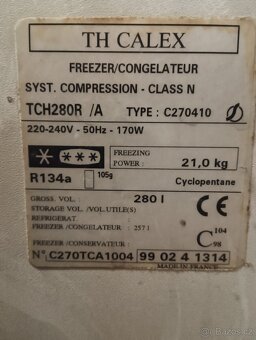 TH CALEX
FREEZER/CONGELATEUR
SYST. COMPRESSION - CLASS N
TCH280R /A TYPE : C270410
220-240V - 50Hz - 170W
FREEZING
POWER : 21,0 kg
R134a 105g Cyclopentane
GROSS. VOL. : 280 l
STORAGE VOL./VOL.UTILE(S)
REFRIGERAT. :
FREEZER/CONGELATEUR : 257 l
FREEZER/CONSERVATEUR : C 104 98
N° C270TCA1004 99 02 4 1314
MADE IN FRANCE